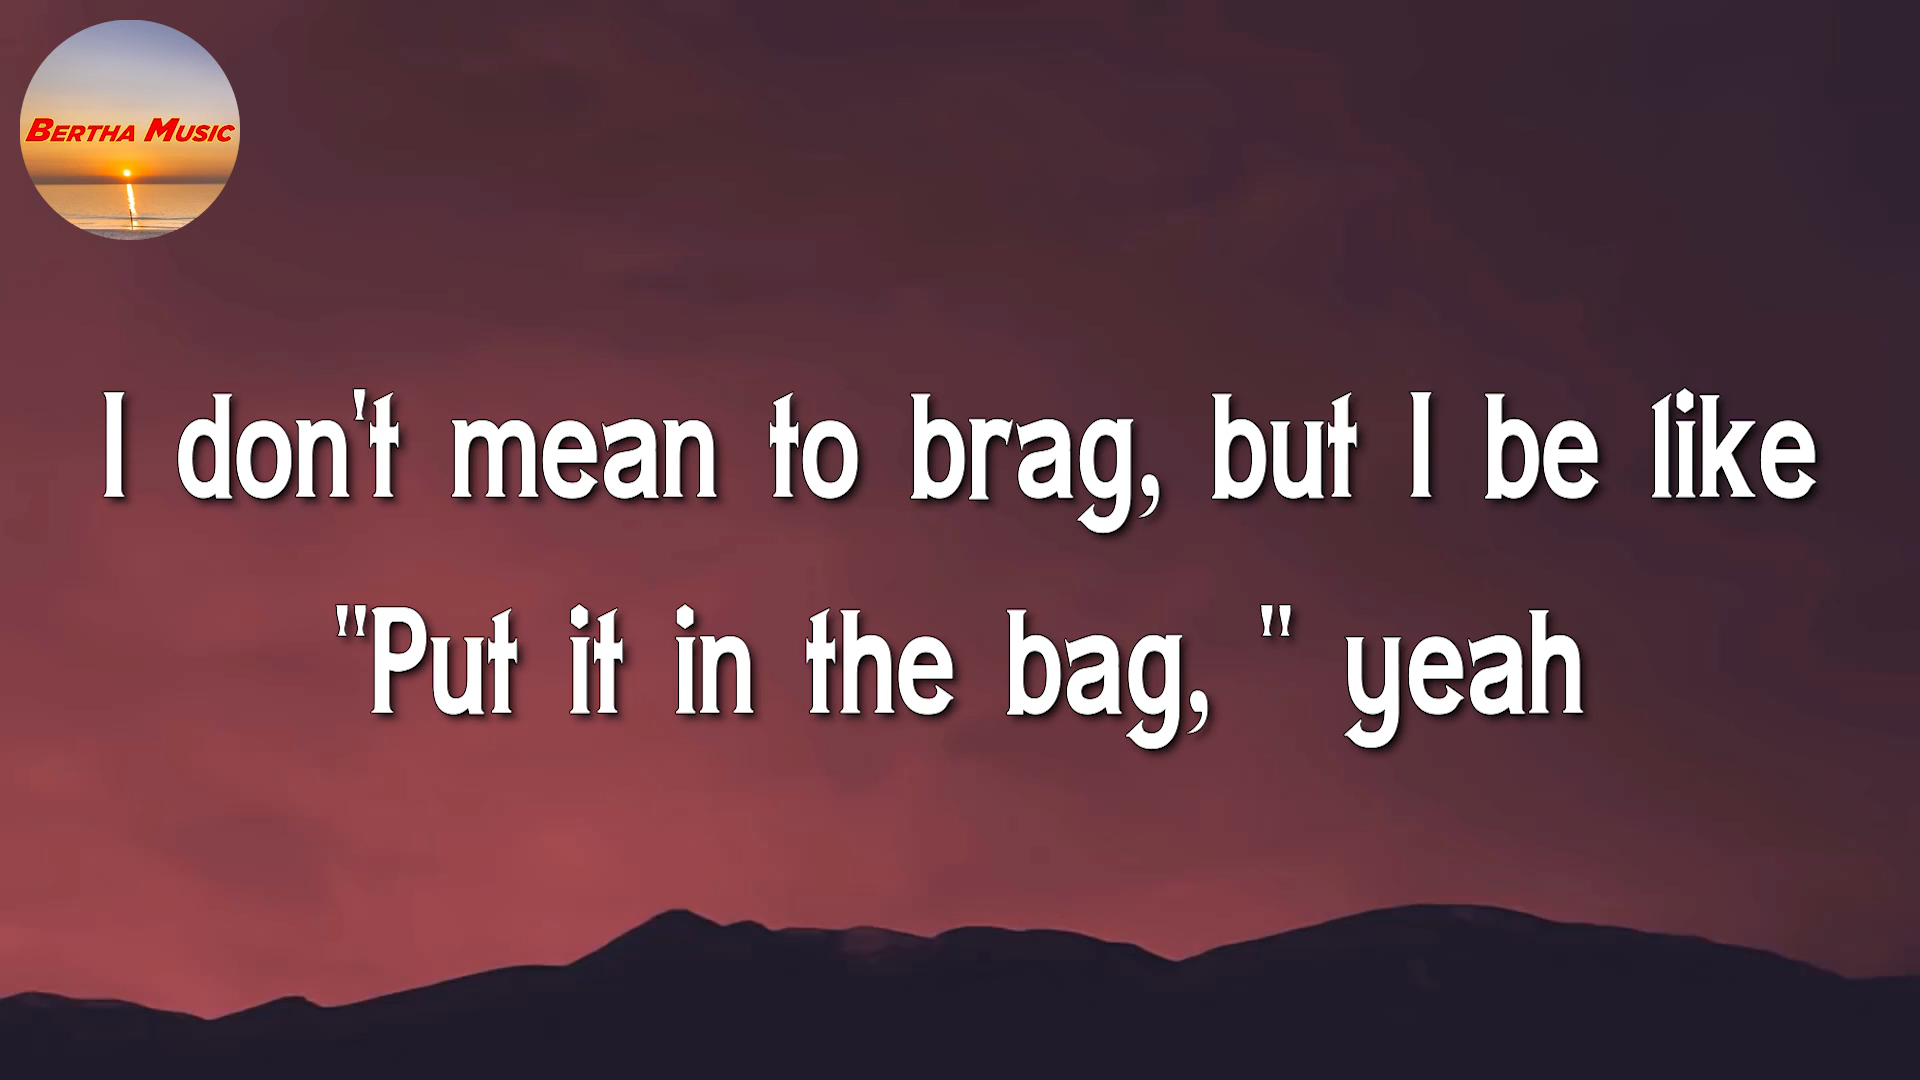 BERTHA MUSIC
I don't mean to brag, but I be like
"Put it in the bag, " yeah